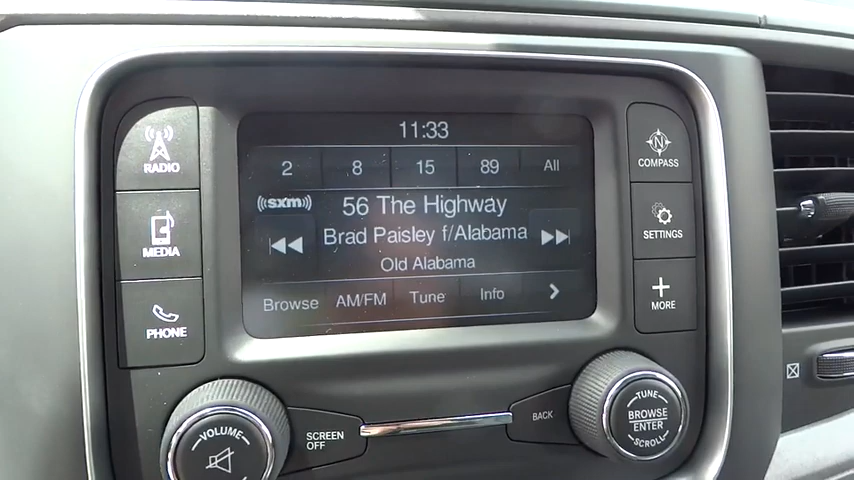 11:33
2 8 15 89 All
((sxm))
56 The Highway
Brad Paisley f/Alabama
Old Alabama
Browse AM/FM Tune Info
RADIO
MEDIA
PHONE
N
COMPASS
SETTINGS
MORE
VOLUME
SCREEN
OFF
BACK
TUNE
BROWSE
ENTER
SCROLL